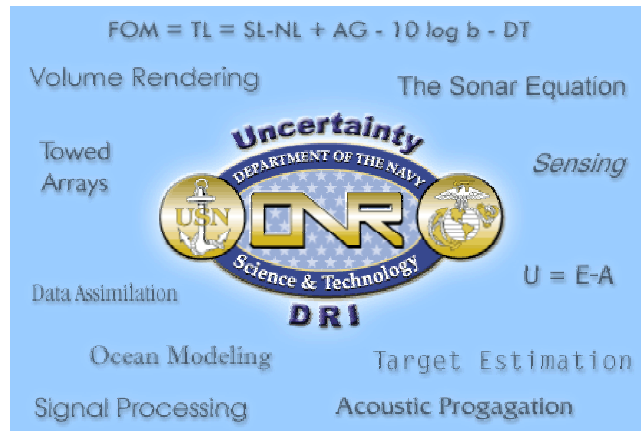 FOM = TL = SL-NL + AG - 10 log b - DT
Volume Rendering
The Sonar Equation
Uncertainty
Towed
Arrays
DEPARTMENT OF THE NAVY
Sensing
USN
ONR
Science & Technology
U = E-A
Data Assimilation
DRI
Ocean Modeling
Target Estimation
Signal Processing
Acoustic Progagation